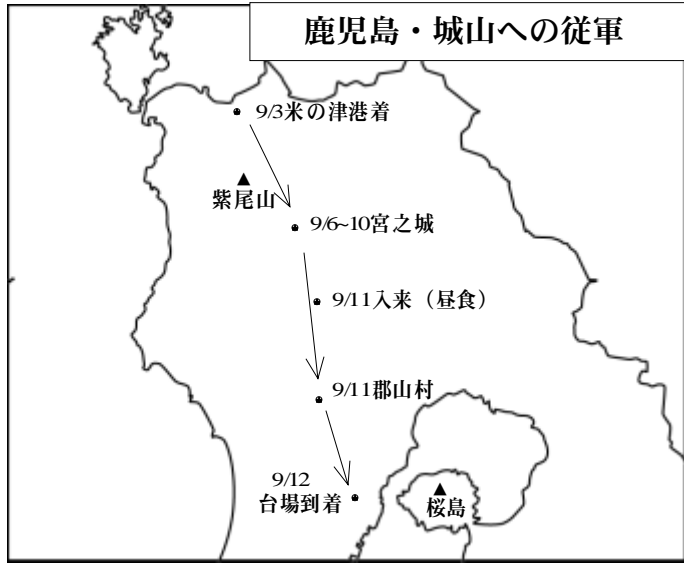 鹿児島・城山への従軍
9/3米の津港着
紫尾山
9/6~10宮之城
9/11入来（昼食）
9/11郡山村
9/12
台場到着
桜島